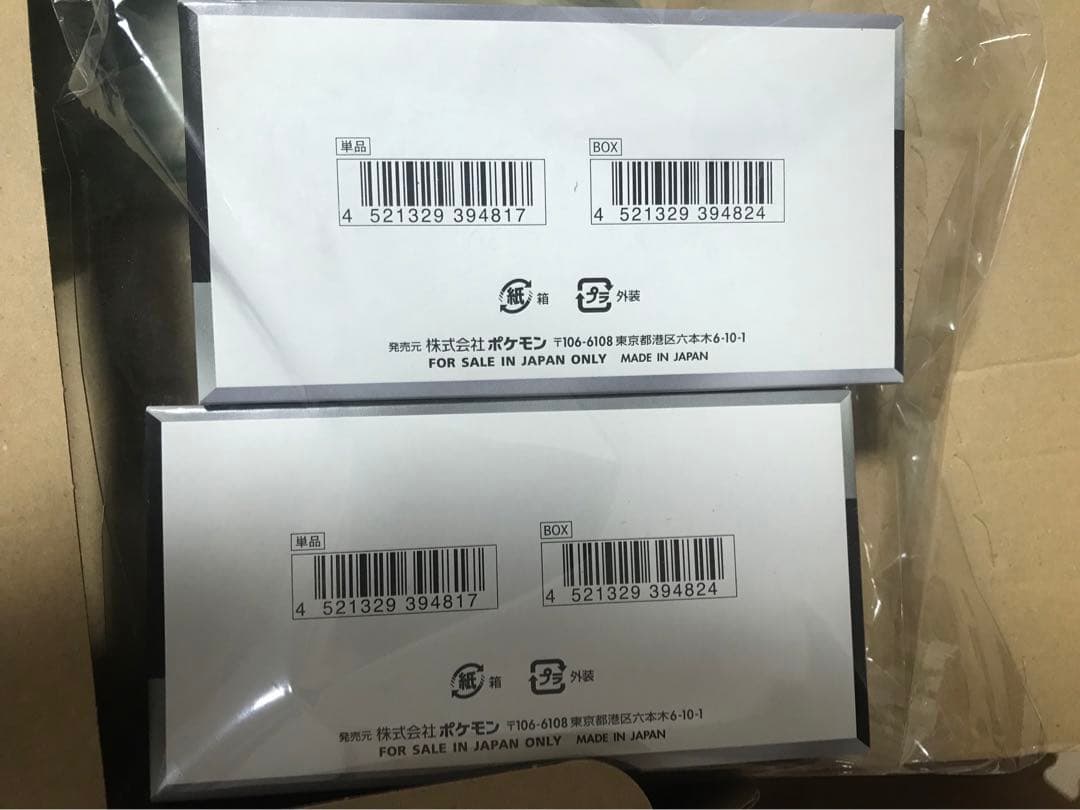 単品
BOX
4 521329 394817
4 521329 394824
紙 箱
プラ 外装
発売元 株式会社ポケモン 〒106-6108 東京都港区六本木6-10-1
FOR SALE IN JAPAN ONLY MADE IN JAPAN
単品
BOX
4 521329 394817
4 521329 394824
紙 箱
プラ 外装
発売元 株式会社ポケモン 〒106-6108 東京都港区六本木6-10-1
FOR SALE IN JAPAN ONLY MADE IN JAPAN